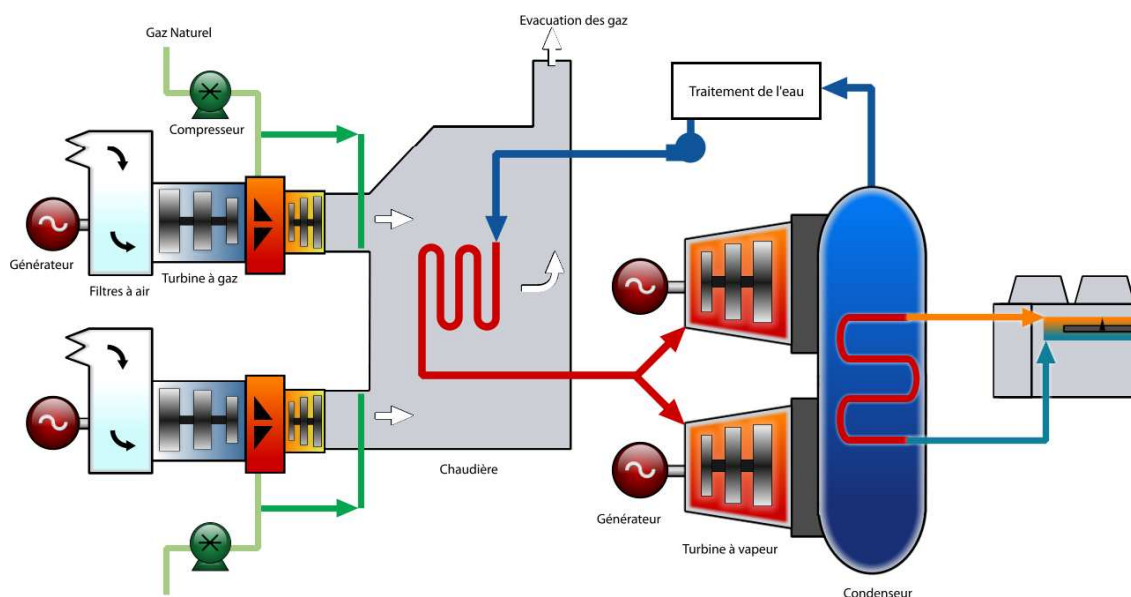 Evacuation des gaz
Gaz Naturel
Traitement de l'eau
Compresseur
Générateur
Turbine à gaz
Filtres à air
Chaudière
Générateur
Turbine à vapeur
Condenseur